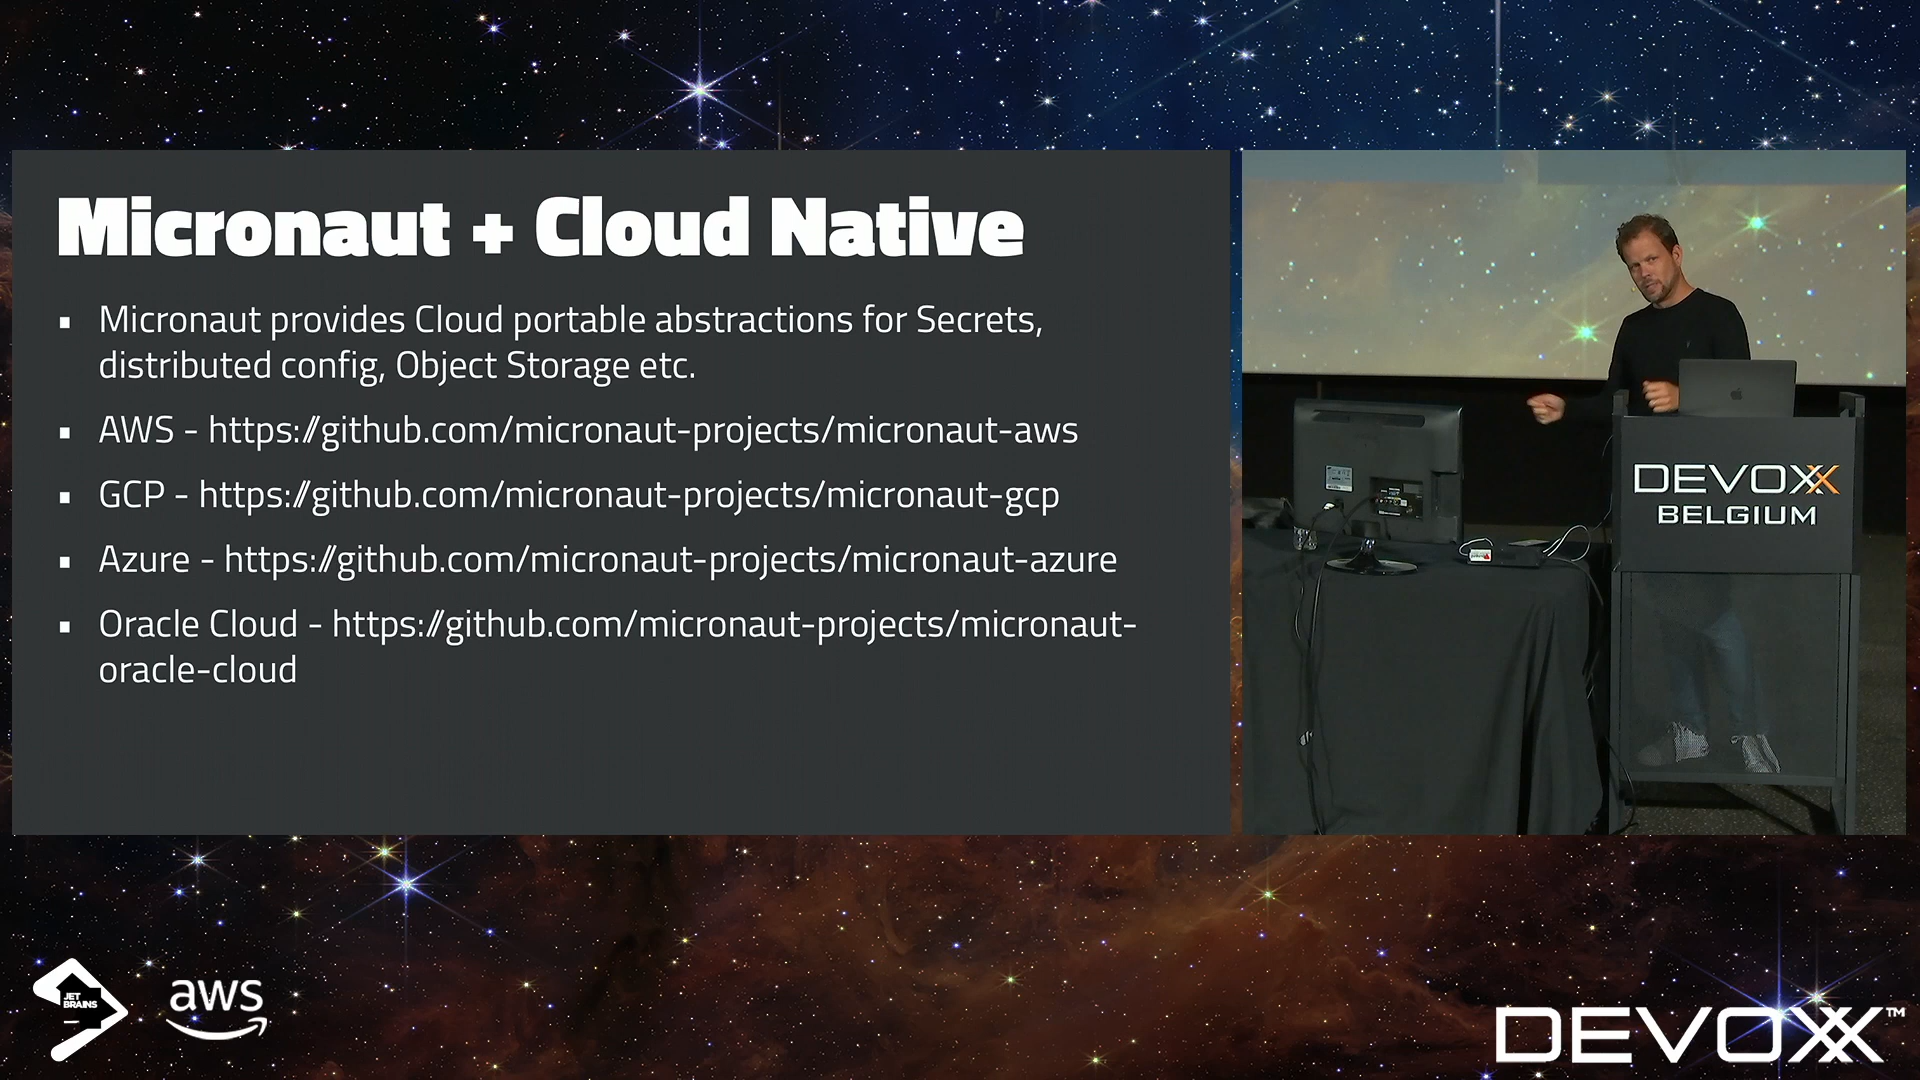 Micronaut + Cloud Native
▪ Micronaut provides Cloud portable abstractions for Secrets,
distributed config, Object Storage etc.
▪ AWS - https://github.com/micronaut-projects/micronaut-aws
▪ GCP - https://github.com/micronaut-projects/micronaut-gcp
▪ Azure - https://github.com/micronaut-projects/micronaut-azure
▪ Oracle Cloud - https://github.com/micronaut-projects/micronaut-
oracle-cloud
DEVOXX
BELGIUM
JET
BRAINS
aws
DEVOXX™